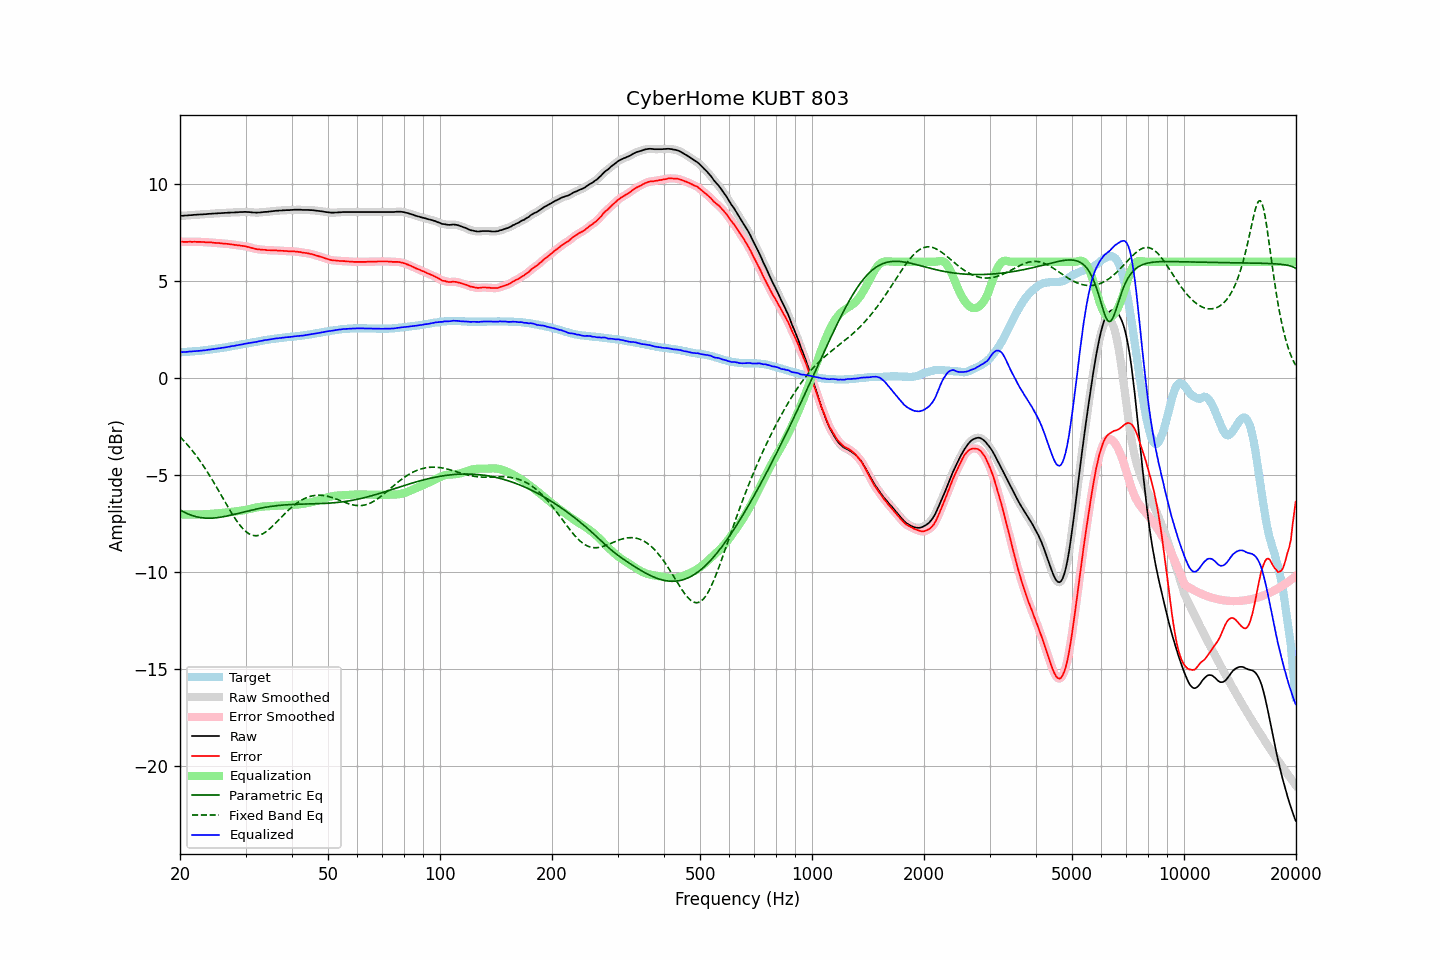 CyberHome KUBT 803
Amplitude (dBr)
10
5
0
−5
−10
−15
−20
Target
Raw Smoothed
Error Smoothed
Raw
Error
Equalization
Parametric Eq
Fixed Band Eq
Equalized
20 50 100 200 500 1000 2000 5000 10000 20000
Frequency (Hz)